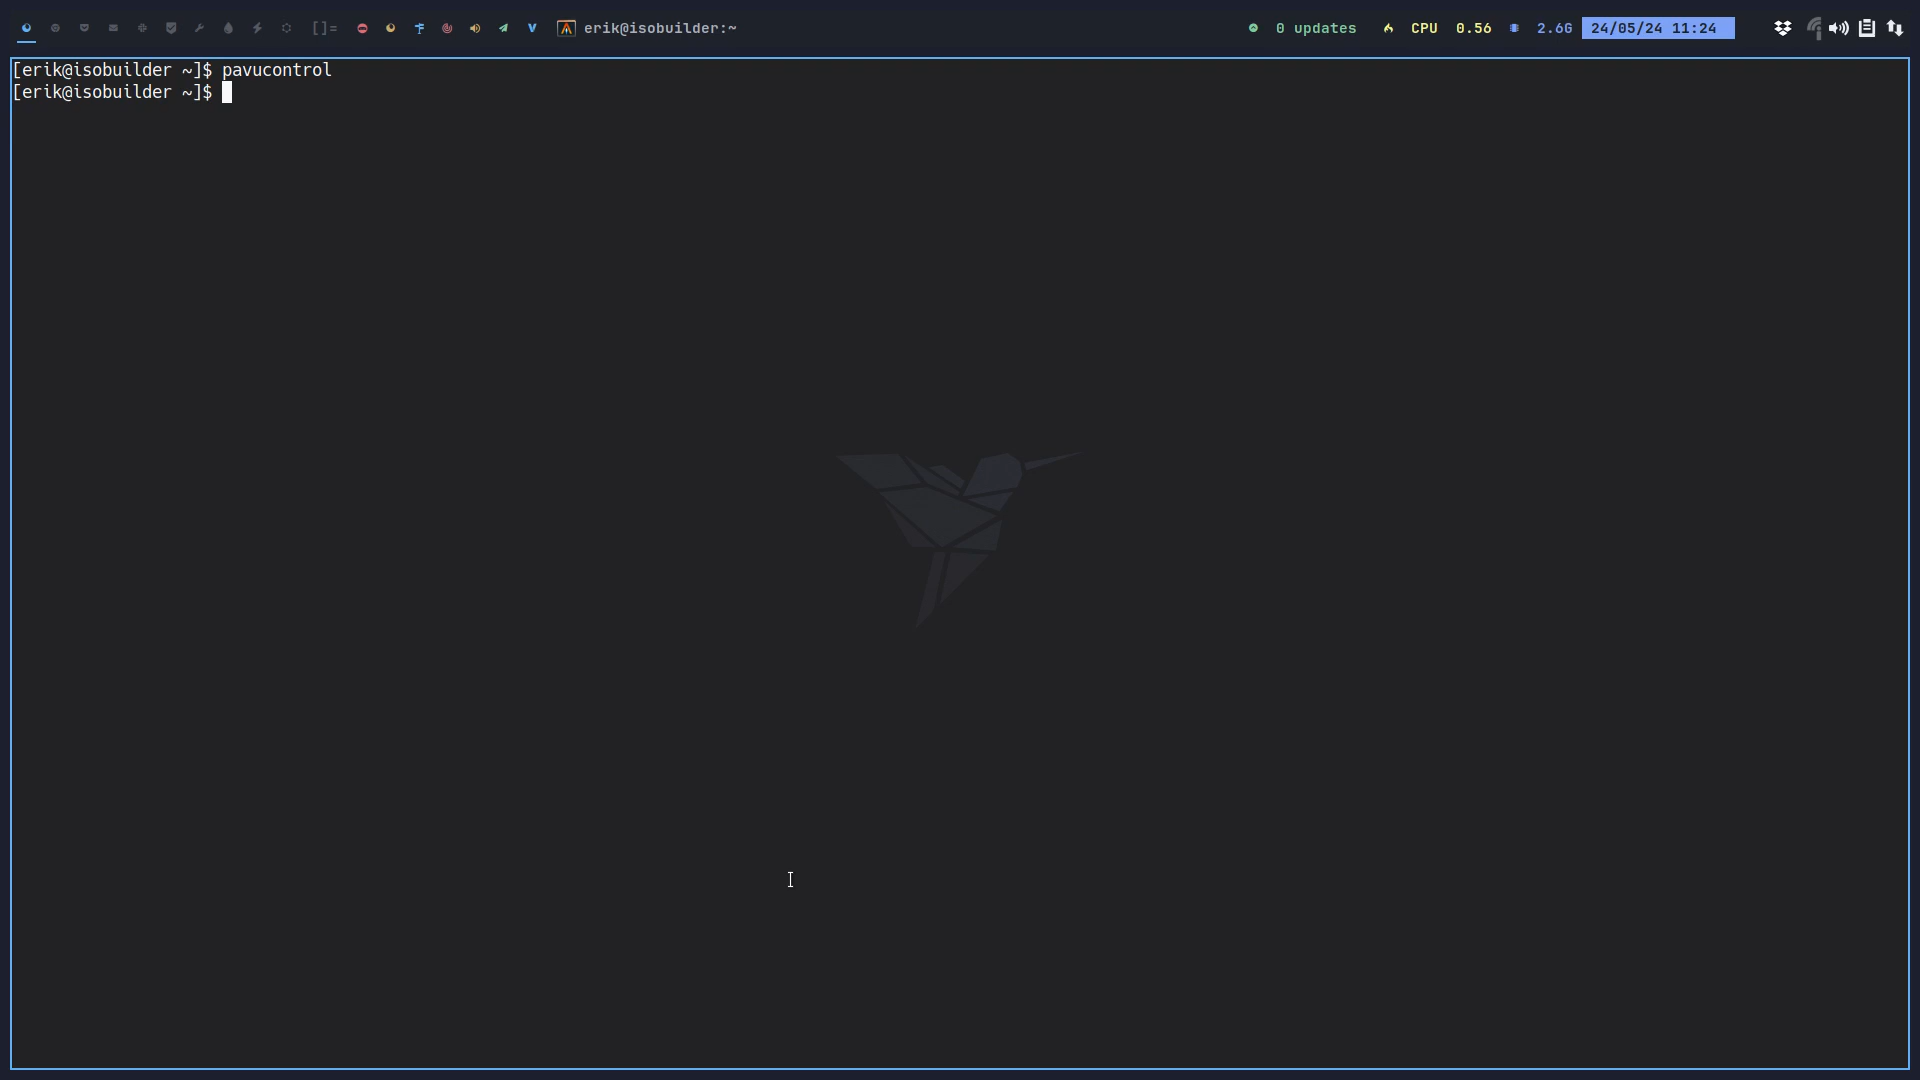 []= V erik@isobuilder:~ 0 updates CPU 0.56 2.6G 24/05/24 11:24
[erik@isobuilder ~]$ pavucontrol
[erik@isobuilder ~]$